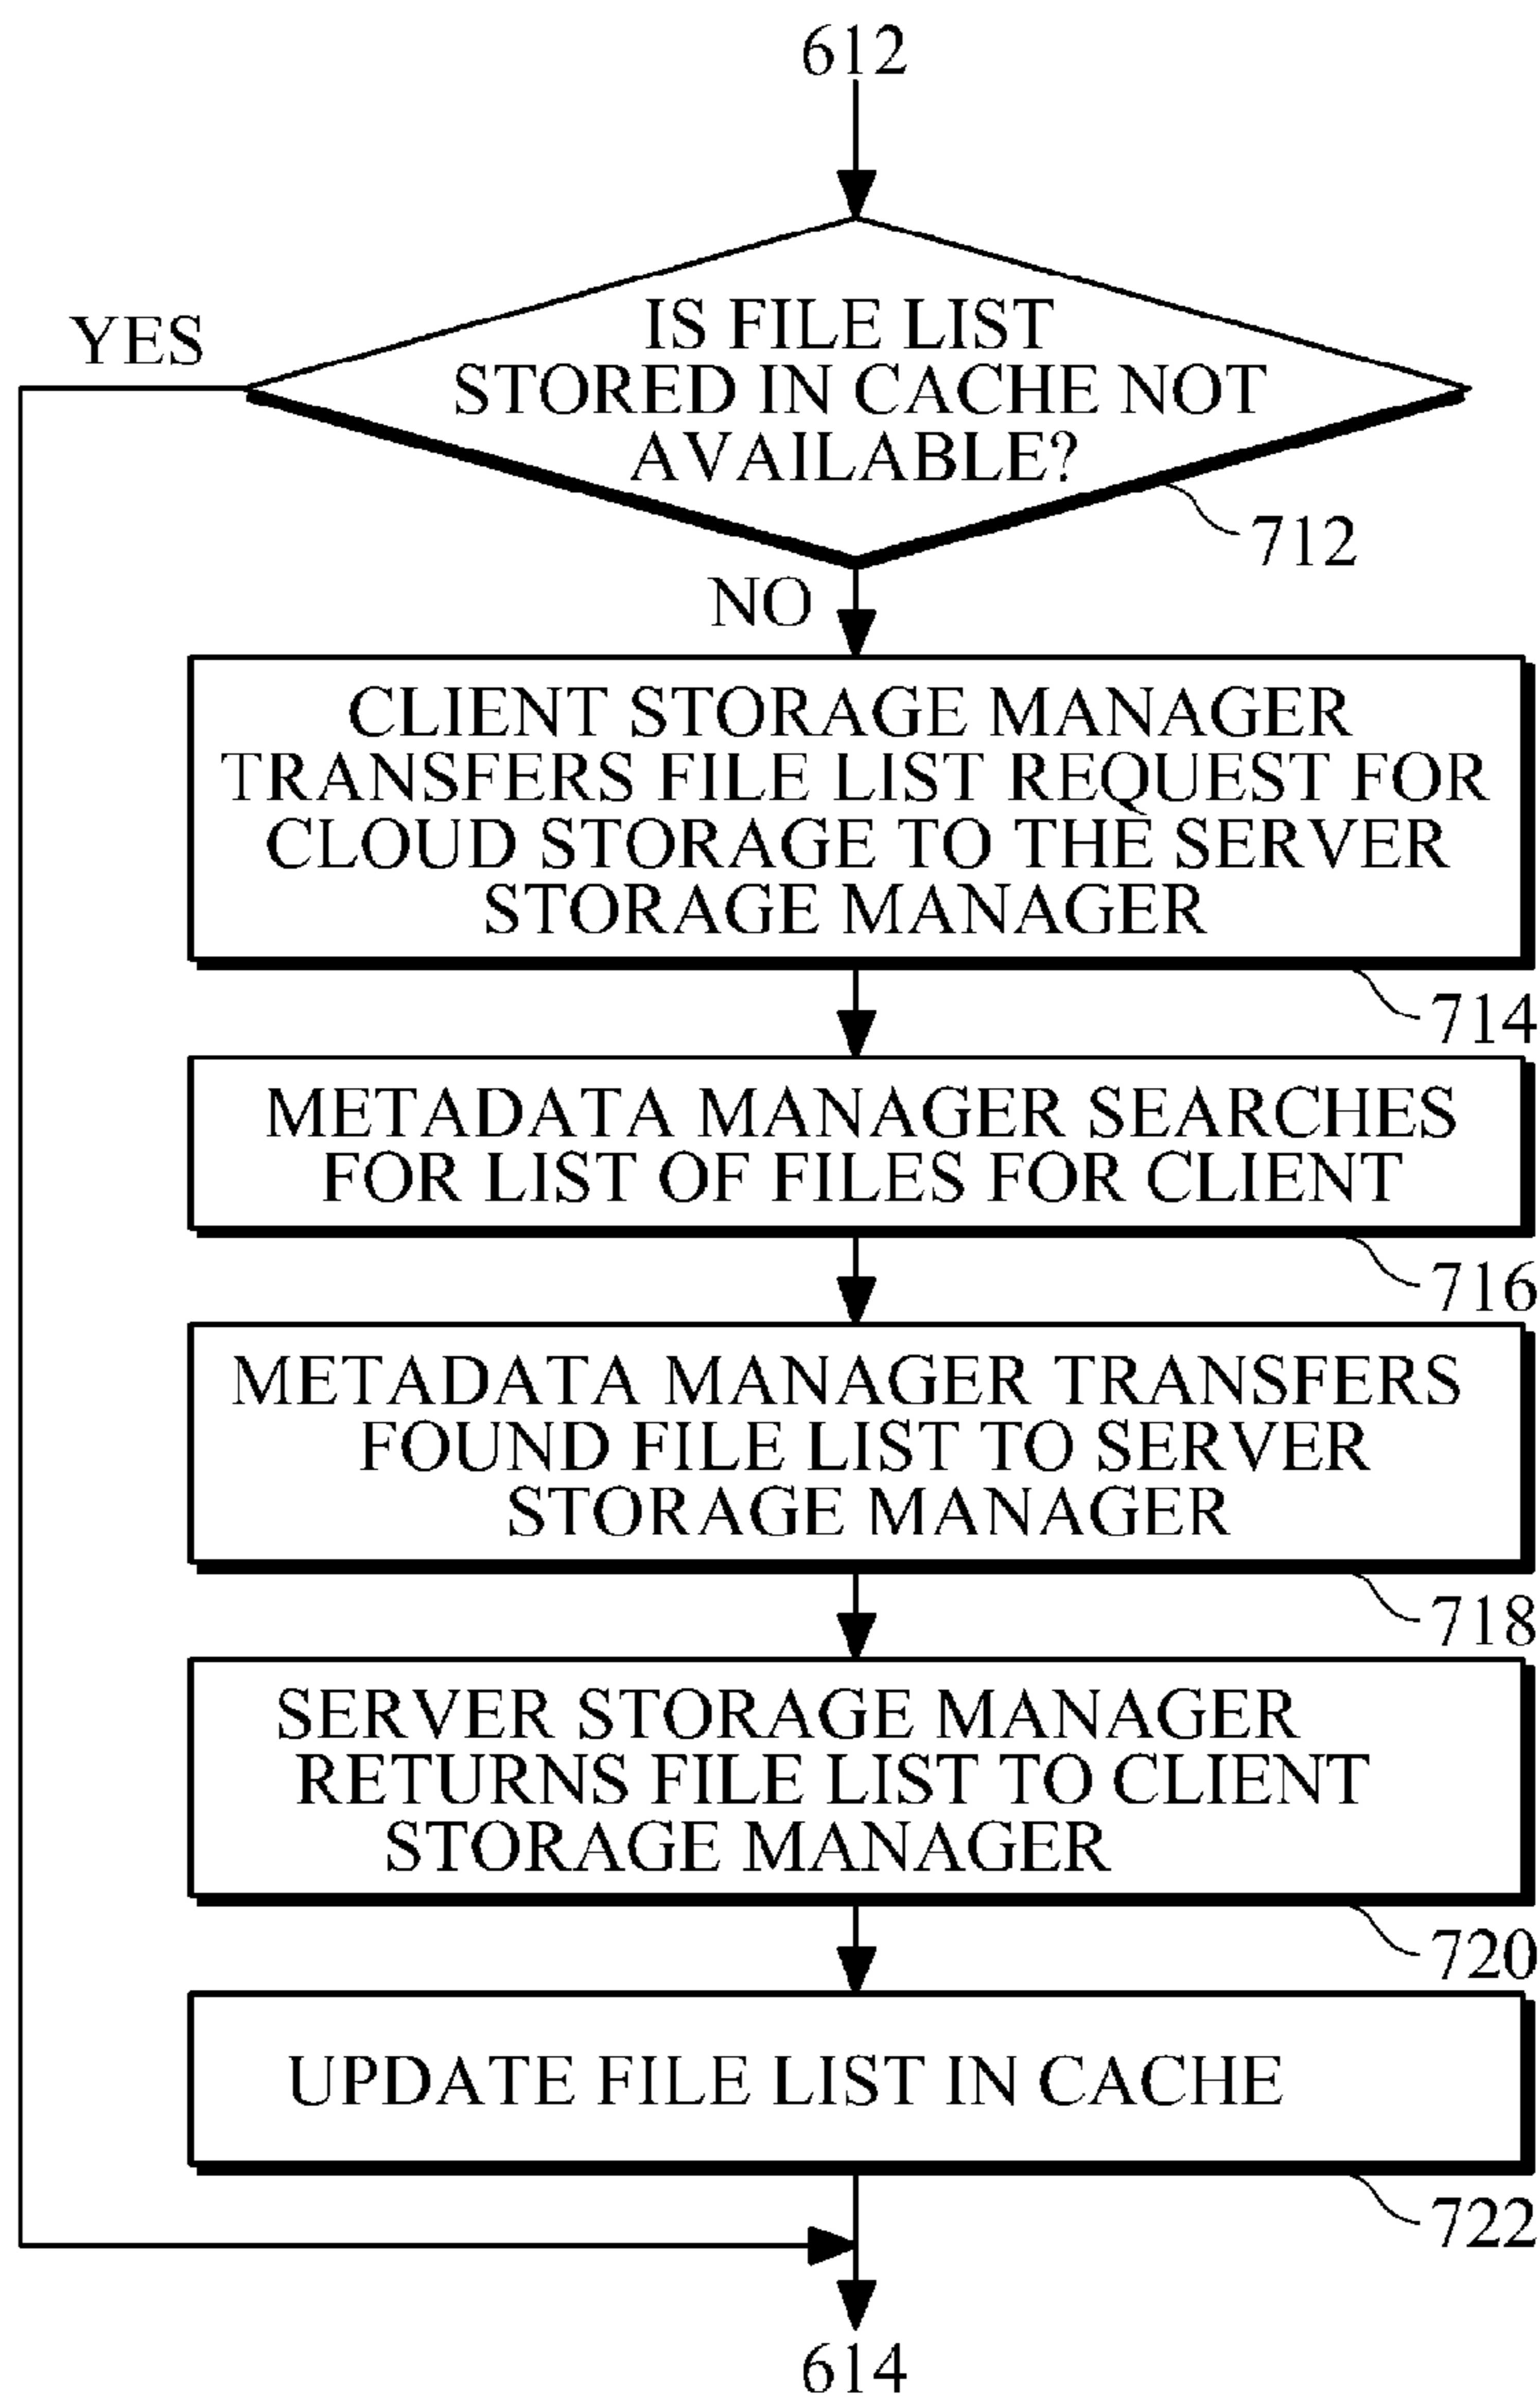 612
IS FILE LIST
YES
STORED IN CACHE NOT
AVAILABLE?
712
NO
CLIENT STORAGE MANAGER
TRANSFERS FILE LIST REQUEST FOR
CLOUD STORAGE TO THE SERVER
STORAGE MANAGER
714
METADATA MANAGER SEARCHES
FOR LIST OF FILES FOR CLIENT
716
METADATA MANAGER TRANSFERS
FOUND FILE LIST TO SERVER
STORAGE MANAGER
718
SERVER STORAGE MANAGER
RETURNS FILE LIST TO CLIENT
STORAGE MANAGER
720
UPDATE FILE LIST IN CACHE
722
614